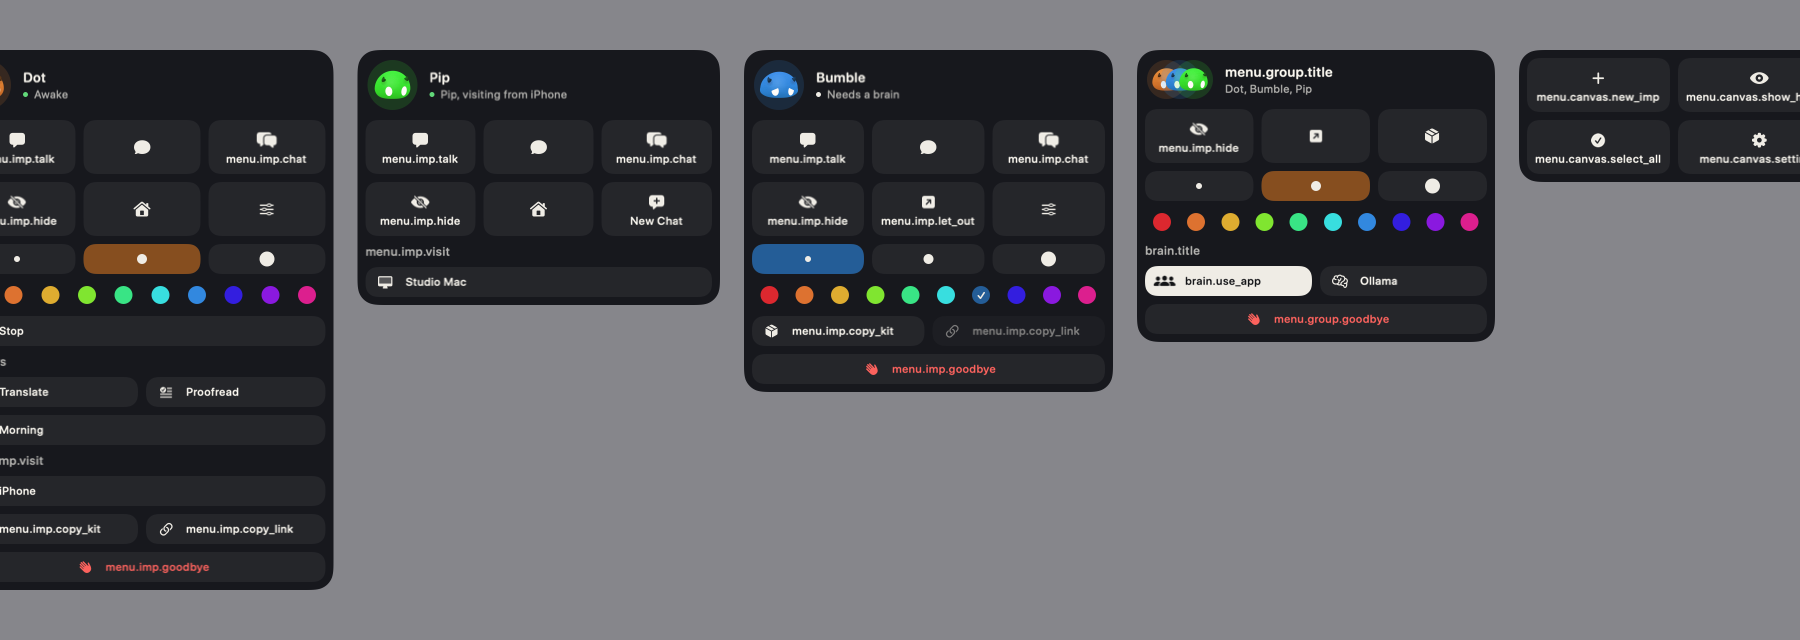 Dot
Awake
u.imp.talk
menu.imp.chat
u.imp.hide
Stop
s
Translate
Proofread
Morning
mp.visit
iPhone
menu.imp.copy_kit
menu.imp.copy_link
menu.imp.goodbye
Pip
Pip, visiting from iPhone
menu.imp.talk
menu.imp.chat
menu.imp.hide
New Chat
menu.imp.visit
Studio Mac
Bumble
Needs a brain
menu.imp.talk
menu.imp.chat
menu.imp.hide
menu.imp.let_out
menu.imp.copy_kit
menu.imp.copy_link
menu.imp.goodbye
menu.group.title
Dot, Bumble, Pip
menu.imp.hide
brain.title
brain.use_app
Ollama
menu.group.goodbye
menu.canvas.new_imp
menu.canvas.show_h
menu.canvas.select_all
menu.canvas.setti